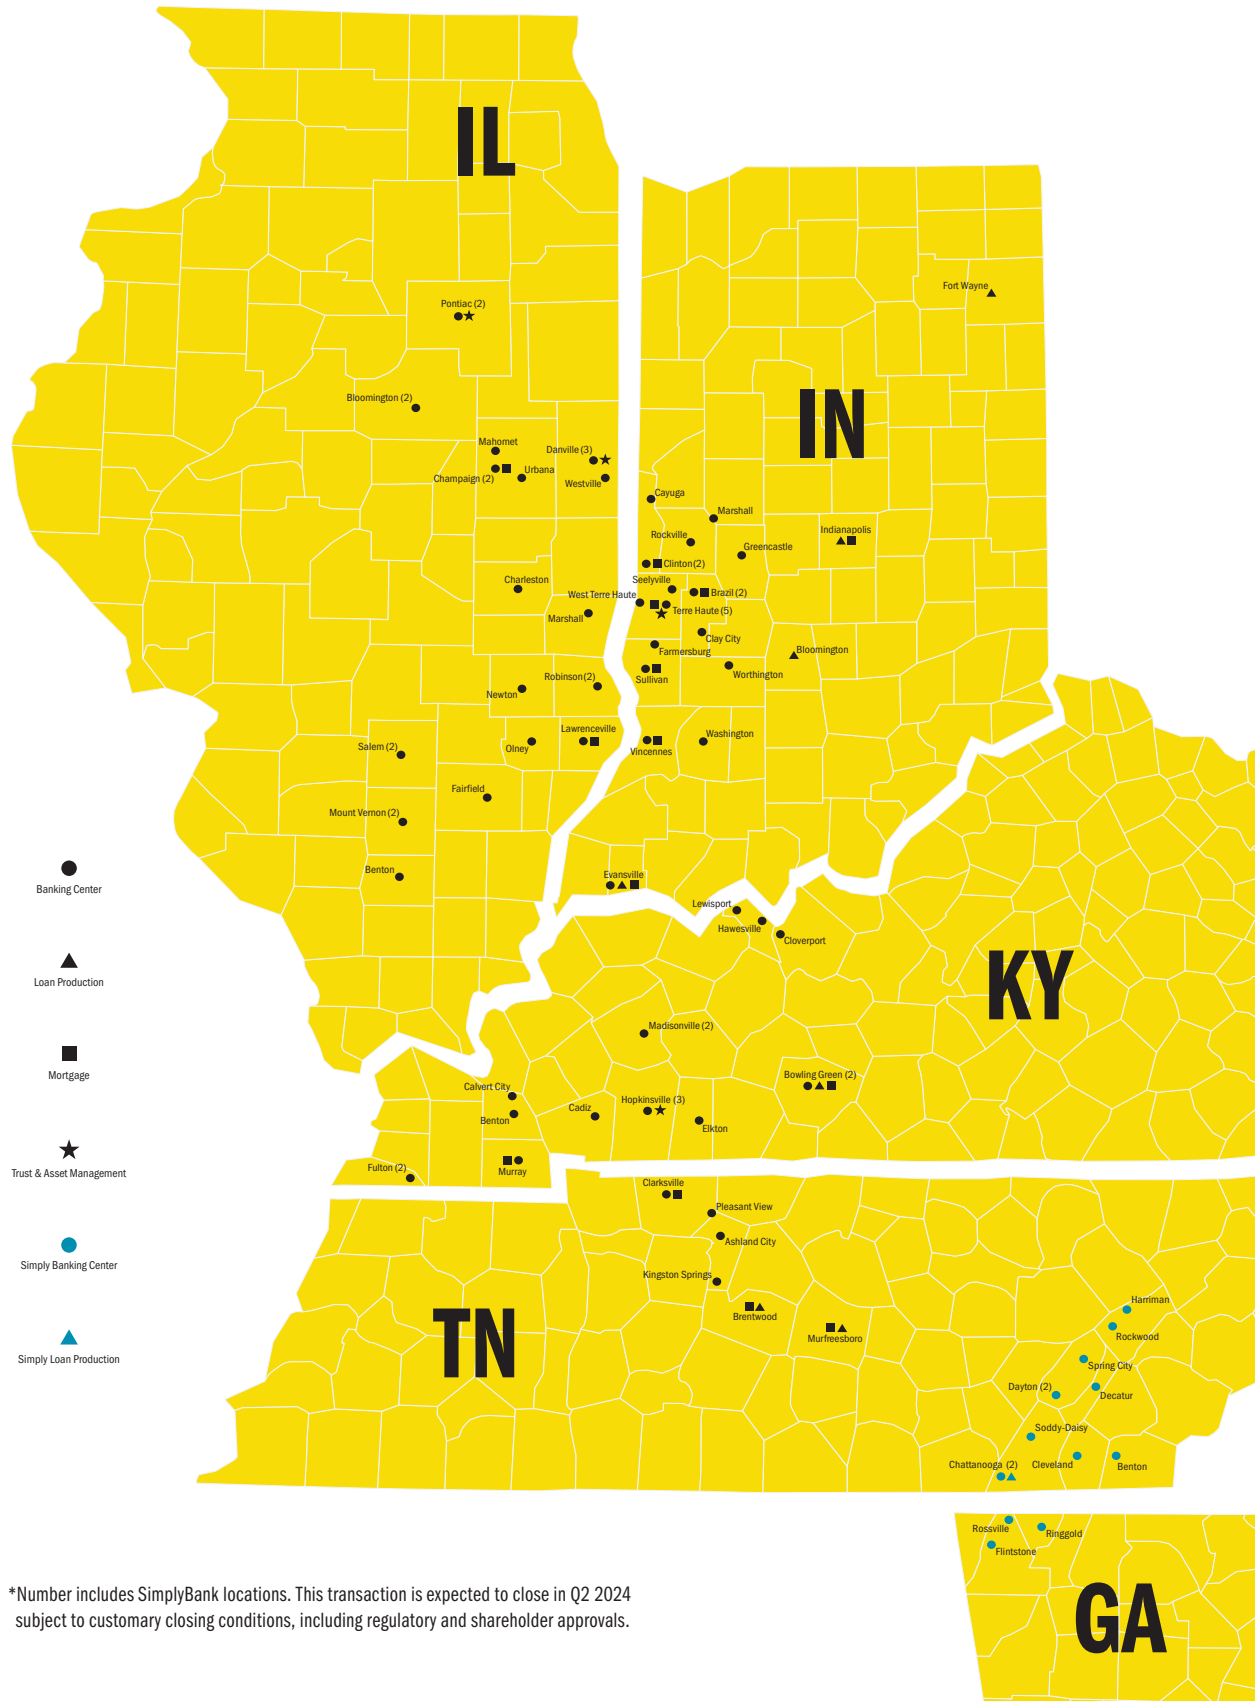 IL
IN
Fort Wayne
Pontiac (2)
Bloomington (2)
Mahomet
Danville (3)
Champaign (2)
Urbana
Westville
Cayuga
Marshall
Rockville
Indianapolis
Greencastle
Clinton(2)
Charleston
Seelyville
West Terre Haute
Brazil (2)
Terre Haute (5)
Marshall
Clay City
Farmersburg
Bloomington
Sullivan
Worthington
Robinson(2)
Newton
Lawrenceville
Olney
Salem (2)
Vincennes
Washington
Fairfield
Mount Vernon (2)
Benton
Evansville
Lewisport
Hawesville
Cloverport
KY
Banking Center
Loan Production
Mortgage
Trust & Asset Management
Simply Banking Center
Simply Loan Production
Madisonville (2)
Bowling Green (2)
Calvert City
Benton
Cadiz
Hopkinsville (3)
Elkton
Fulton (2)
Murray
Clarksville
Pleasant View
Ashland City
Kingston Springs
TN
Brentwood
Murfreesboro
Harriman
Rockwood
Spring City
Dayton (2)
Decatur
Soddy-Daisy
Chattanooga (2)
Cleveland
Benton
Rossville
Ringgold
Flintstone
GA
*Number includes SimplyBank locations. This transaction is expected to close in Q2 2024
subject to customary closing conditions, including regulatory and shareholder approvals.